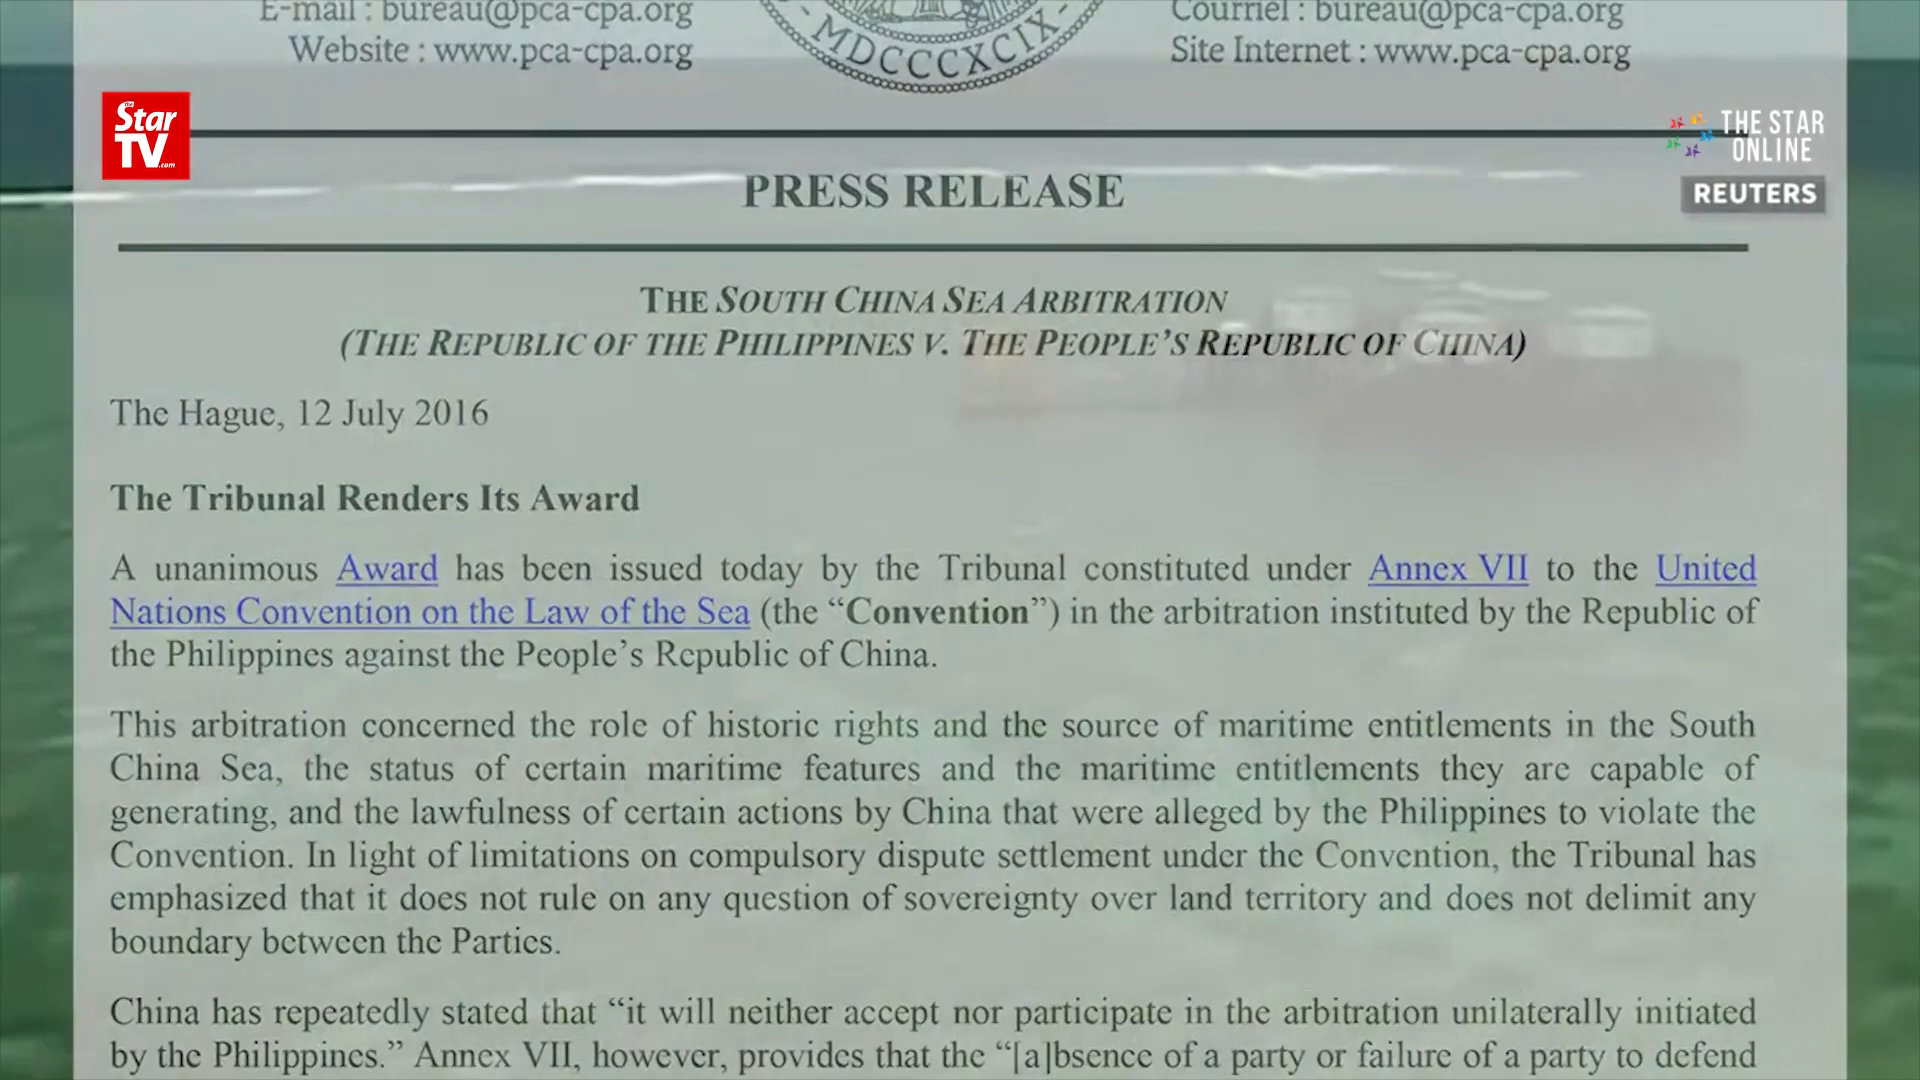 E-mail : bureau@pca-cpa.org
Website : www.pca-cpa.org
MDCCCXCIX
Courriel : bureau@pca-cpa.org
Site Internet : www.pca-cpa.org
The Star TV.com
THE STAR ONLINE
REUTERS
PRESS RELEASE
THE SOUTH CHINA SEA ARBITRATION
(THE REPUBLIC OF THE PHILIPPINES V. THE PEOPLE'S REPUBLIC OF CHINA)
The Hague, 12 July 2016
The Tribunal Renders Its Award
A unanimous Award has been issued today by the Tribunal constituted under Annex VII to the United
Nations Convention on the Law of the Sea (the “Convention”) in the arbitration instituted by the Republic of
the Philippines against the People’s Republic of China.
This arbitration concerned the role of historic rights and the source of maritime entitlements in the South
China Sea, the status of certain maritime features and the maritime entitlements they are capable of
generating, and the lawfulness of certain actions by China that were alleged by the Philippines to violate the
Convention. In light of limitations on compulsory dispute settlement under the Convention, the Tribunal has
emphasized that it does not rule on any question of sovereignty over land territory and does not delimit any
boundary between the Parties.
China has repeatedly stated that “it will neither accept nor participate in the arbitration unilaterally initiated
by the Philippines.” Annex VII, however, provides that the “[a]bsence of a party or failure of a party to defend